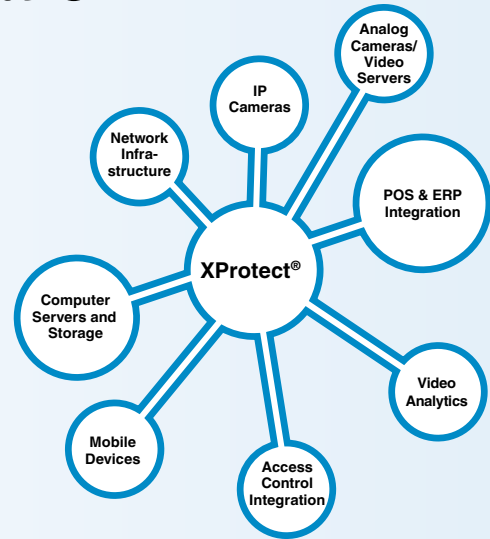 Analog
Cameras/
Video
Servers
IP
Cameras
Network
Infra-
structure
POS & ERP
Integration
XProtect®
Computer
Servers and
Storage
Video
Analytics
Mobile
Devices
Access
Control
Integration